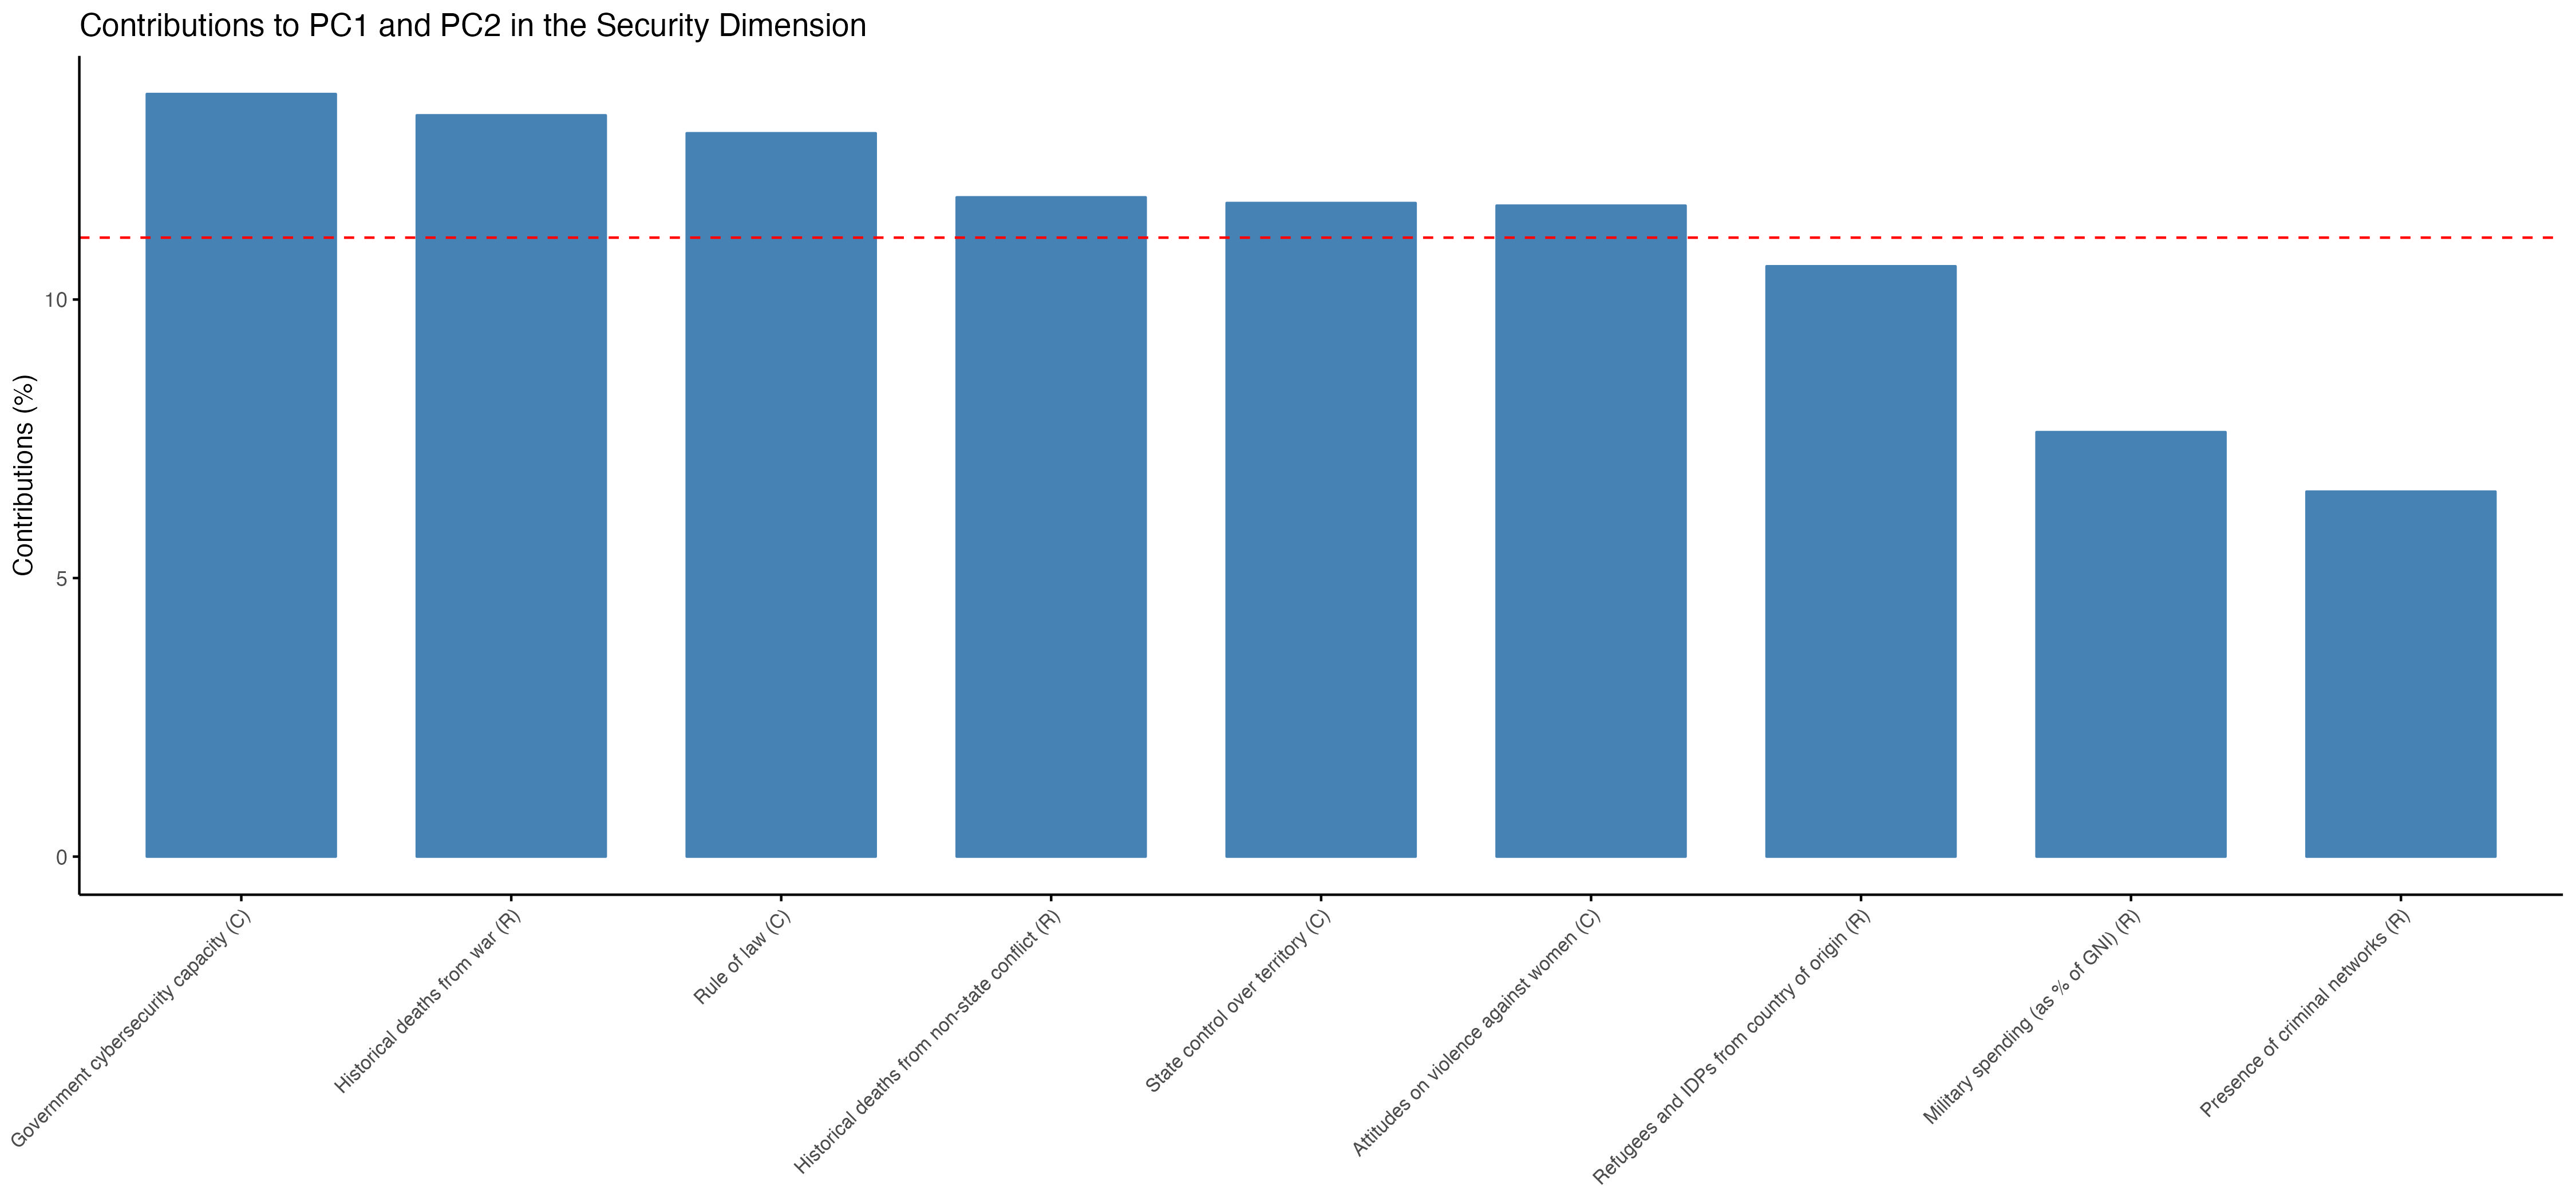 Contributions to PC1 and PC2 in the Security Dimension
Contributions (%)
10
5
0
Government cybersecurity capacity (C)
Historical deaths from war (R)
Rule of law (C)
Historical deaths from non-state conflict (R)
State control over territory (C)
Attitudes on violence against women (C)
Refugees and IDPs from country of origin (R)
Military spending (as % of GNI) (R)
Presence of criminal networks (R)